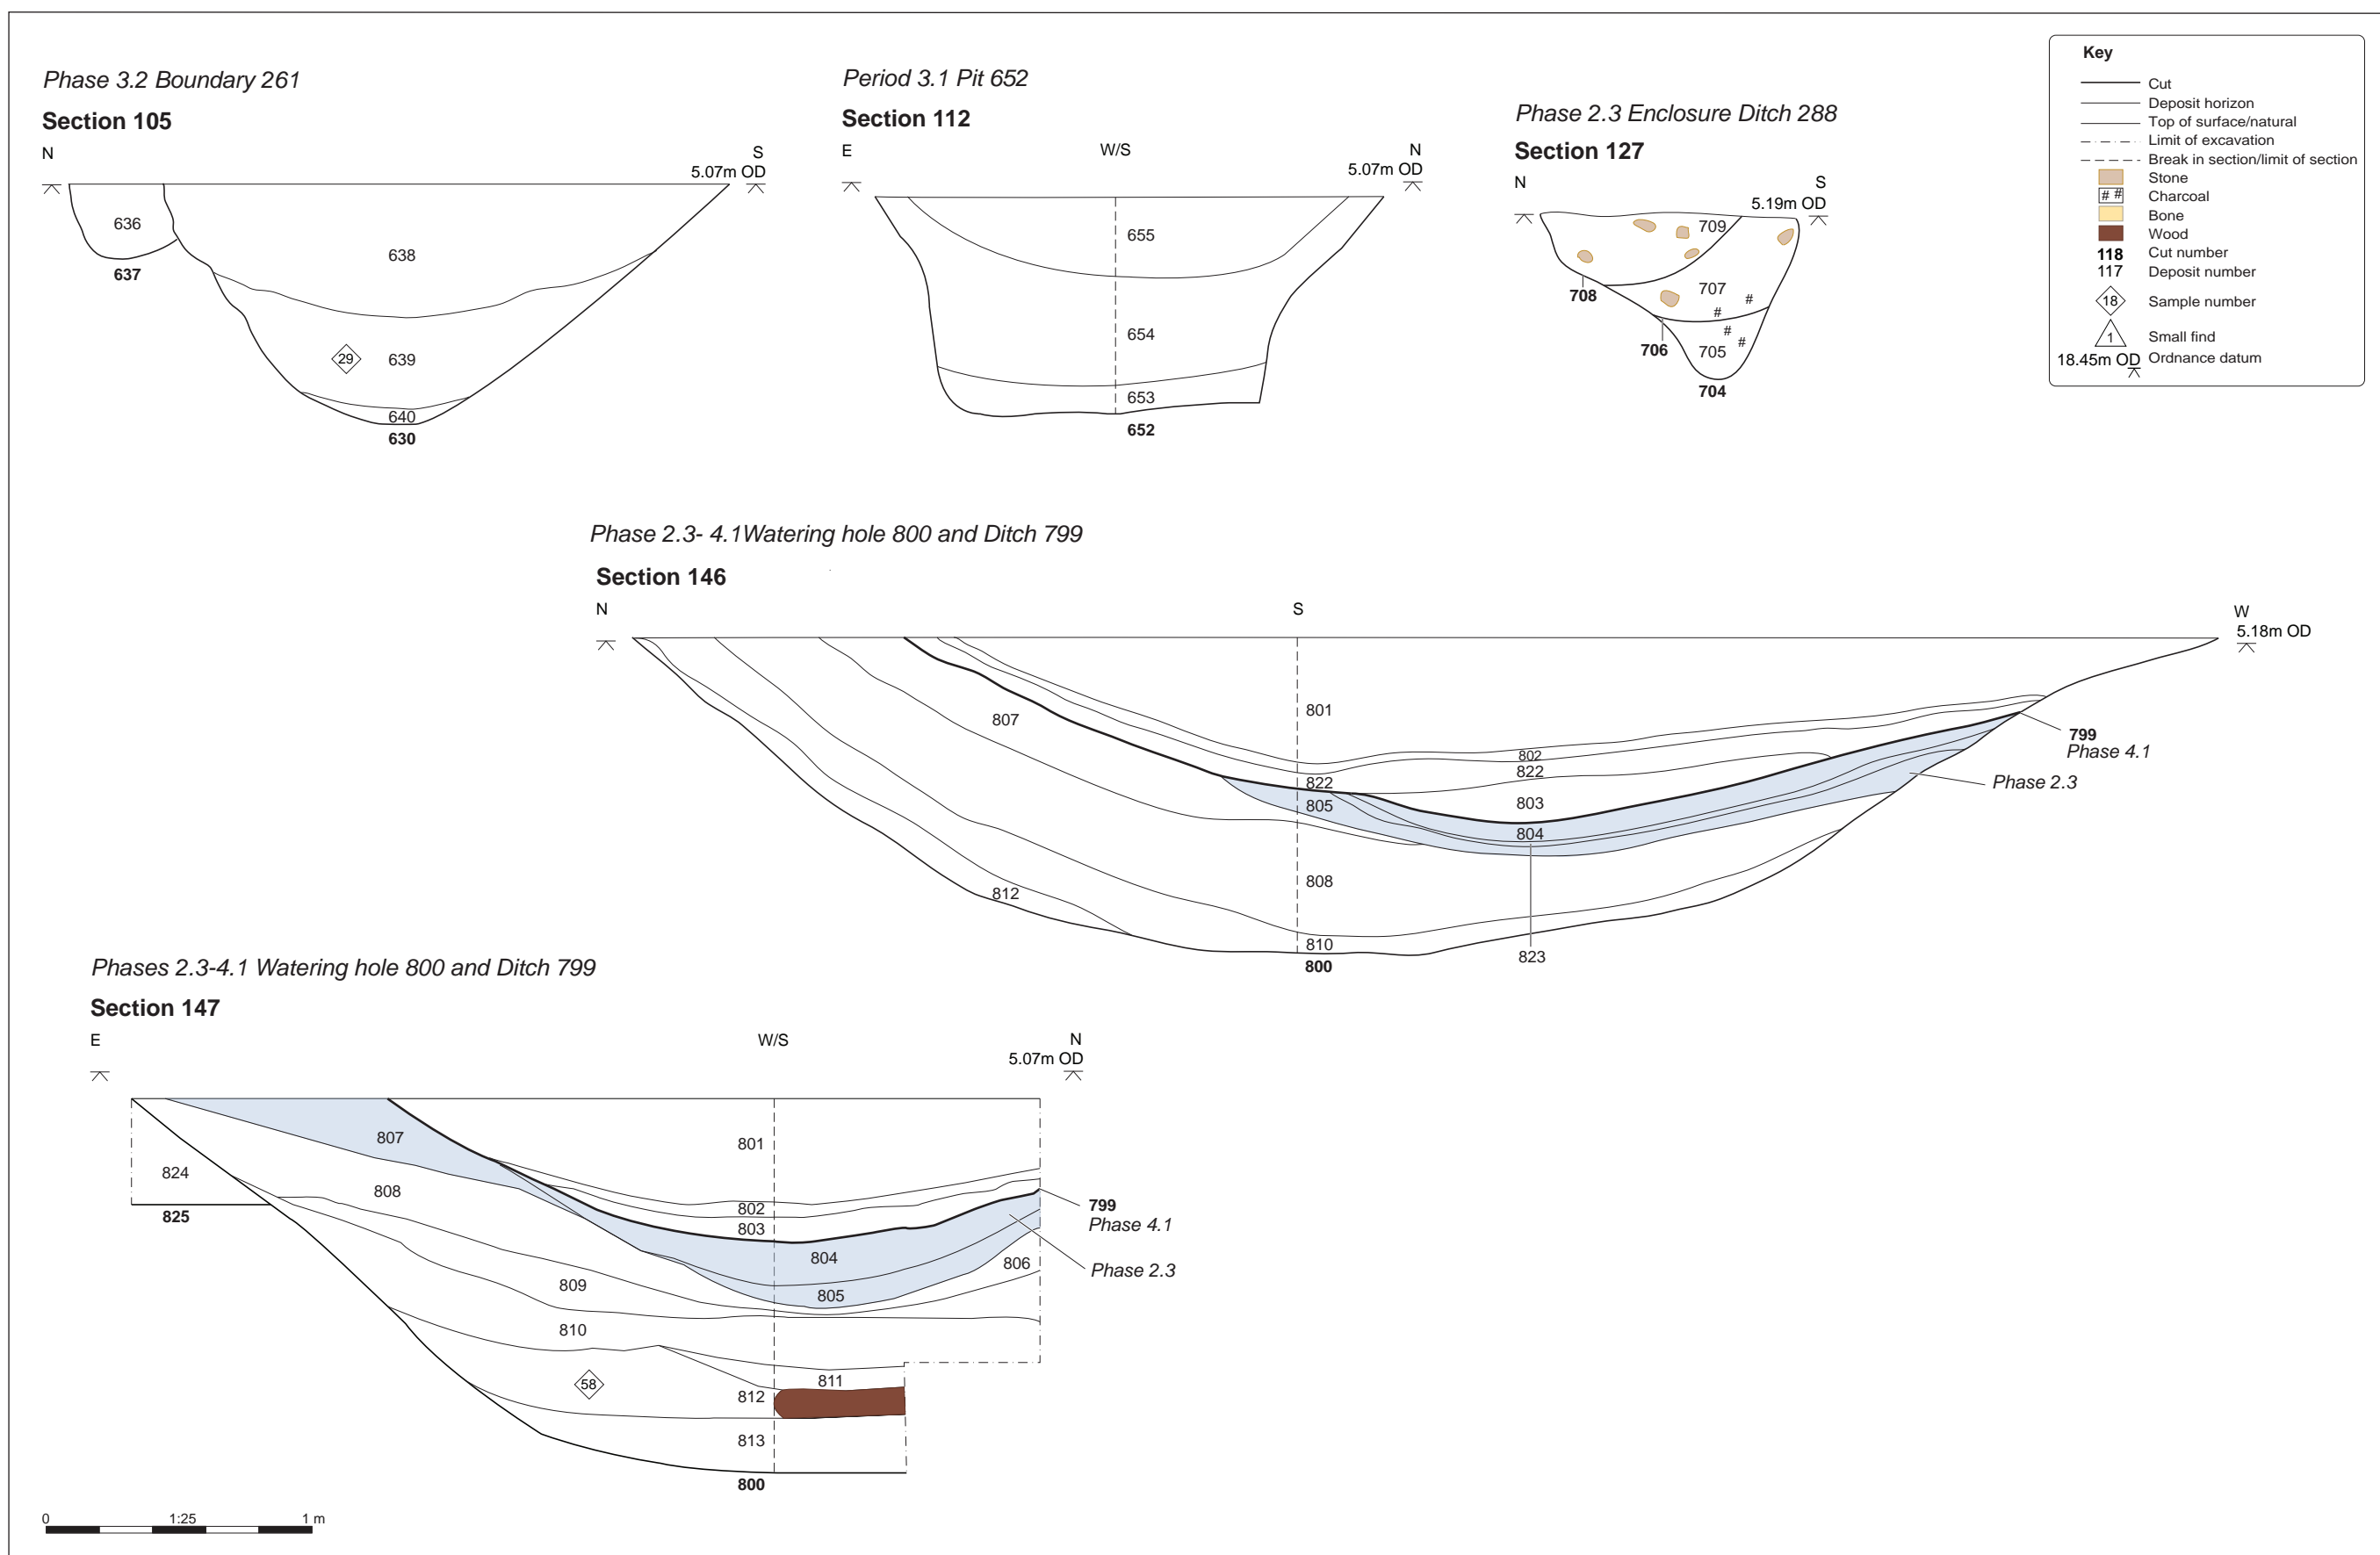 Phase 3.2 Boundary 261
Section 105
N
S
5.07m OD
636
637
638
29
639
640
630
Period 3.1 Pit 652
Section 112
E
W/S
N
5.07m OD
655
654
653
652
Phase 2.3 Enclosure Ditch 288
Section 127
N
S
5.19m OD
709
708
707
#
#
#
#
706
705
704
Key
Cut
Deposit horizon
Top of surface/natural
Limit of excavation
Break in section/limit of section
Stone
# # Charcoal
Bone
Wood
118 Cut number
117 Deposit number
18 Sample number
1 Small find
18.45m OD Ordnance datum
Phase 2.3- 4.1Watering hole 800 and Ditch 799
Section 146
N
S
W
5.18m OD
801
807
799
Phase 4.1
802
822
822
Phase 2.3
805
803
804
808
812
810
823
800
Phases 2.3-4.1 Watering hole 800 and Ditch 799
Section 147
E
W/S
N
5.07m OD
807
801
824
808
802
799
803
Phase 4.1
825
804
806
Phase 2.3
809
805
810
811
58
812
813
800
0 1:25 1 m